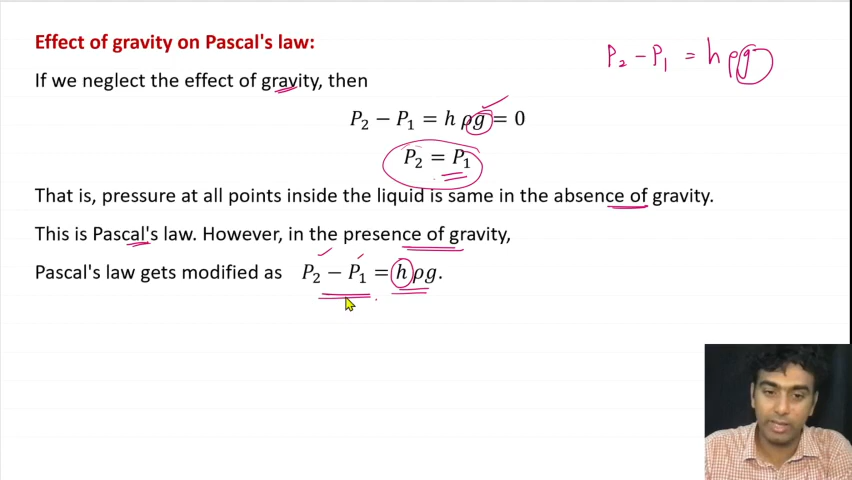 Effect of gravity on Pascal's law:
P₂ – P₁ = hρg
If we neglect the effect of gravity, then
P₂ − P₁ = h ρg = 0
P₂ = P₁
That is, pressure at all points inside the liquid is same in the absence of gravity.
This is Pascal's law. However, in the presence of gravity,
Pascal's law gets modified as P₂ − P₁ = hρg.